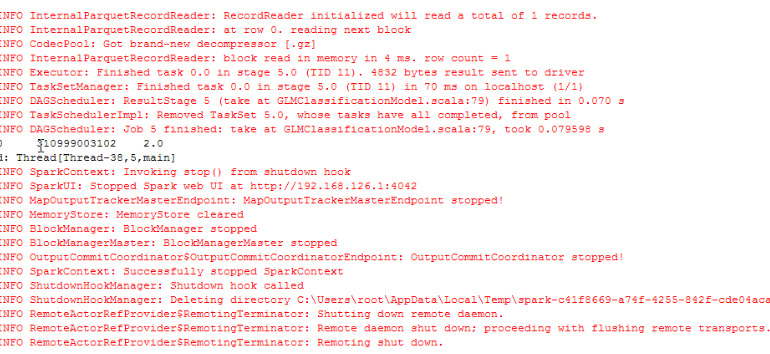 INFO InternalParquetRecordReader: RecordReader initialized will read a total of 1 records.
INFO InternalParquetRecordReader: at row 0. reading next block
INFO CodecPool: Got brand-new decompressor [.gz]
INFO InternalParquetRecordReader: block read in memory in 4 ms. row count = 1
INFO Executor: Finished task 0.0 in stage 5.0 (TID 11). 4832 bytes result sent to driver
INFO TaskSetManager: Finished task 0.0 in stage 5.0 (TID 11) in 70 ms on localhost (1/1)
INFO DAGScheduler: ResultStage 5 (take at GLMClassificationModel.scala:79) finished in 0.070 s
INFO TaskSchedulerImpl: Removed TaskSet 5.0, whose tasks have all completed, from pool
INFO DAGScheduler: Job 5 finished: take at GLMClassificationModel.scala:79, took 0.079598 s
510999003102 2.0
d: Thread[Thread-38,5,main]
INFO SparkContext: Invoking stop() from shutdown hook
INFO SparkUI: Stopped Spark web UI at http://192.168.126.1:4042
INFO MapOutputTrackerMasterEndpoint: MapOutputTrackerMasterEndpoint stopped!
INFO MemoryStore: MemoryStore cleared
INFO BlockManager: BlockManager stopped
INFO BlockManagerMaster: BlockManagerMaster stopped
INFO OutputCommitCoordinator$OutputCommitCoordinatorEndpoint: OutputCommitCoordinator stopped!
INFO SparkContext: Successfully stopped SparkContext
INFO ShutdownHookManager: Shutdown hook called
INFO ShutdownHookManager: Deleting directory C:\Users\root\AppData\Local\Temp\spark-c41f8669-a74f-4255-842f-cde04aca
INFO RemoteActorRefProvider$RemotingTerminator: Shutting down remote daemon.
INFO RemoteActorRefProvider$RemotingTerminator: Remote daemon shut down; proceeding with flushing remote transports.
INFO RemoteActorRefProvider$RemotingTerminator: Remoting shut down.